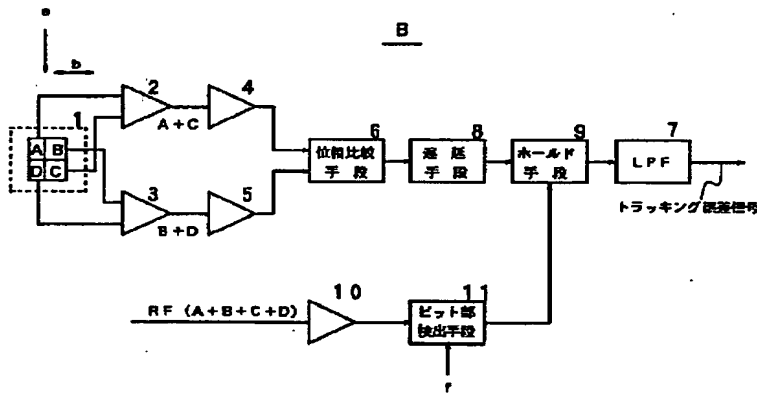 B
a
b
1
A B
D C
2
A+C
4
3
B+D
5
6
位相比較
手段
8
遅延
手段
9
ホールド
手段
7
LPF
トラッキング誤差信号
RF (A+B+C+D)
10
11
ピット部
検出手段
r